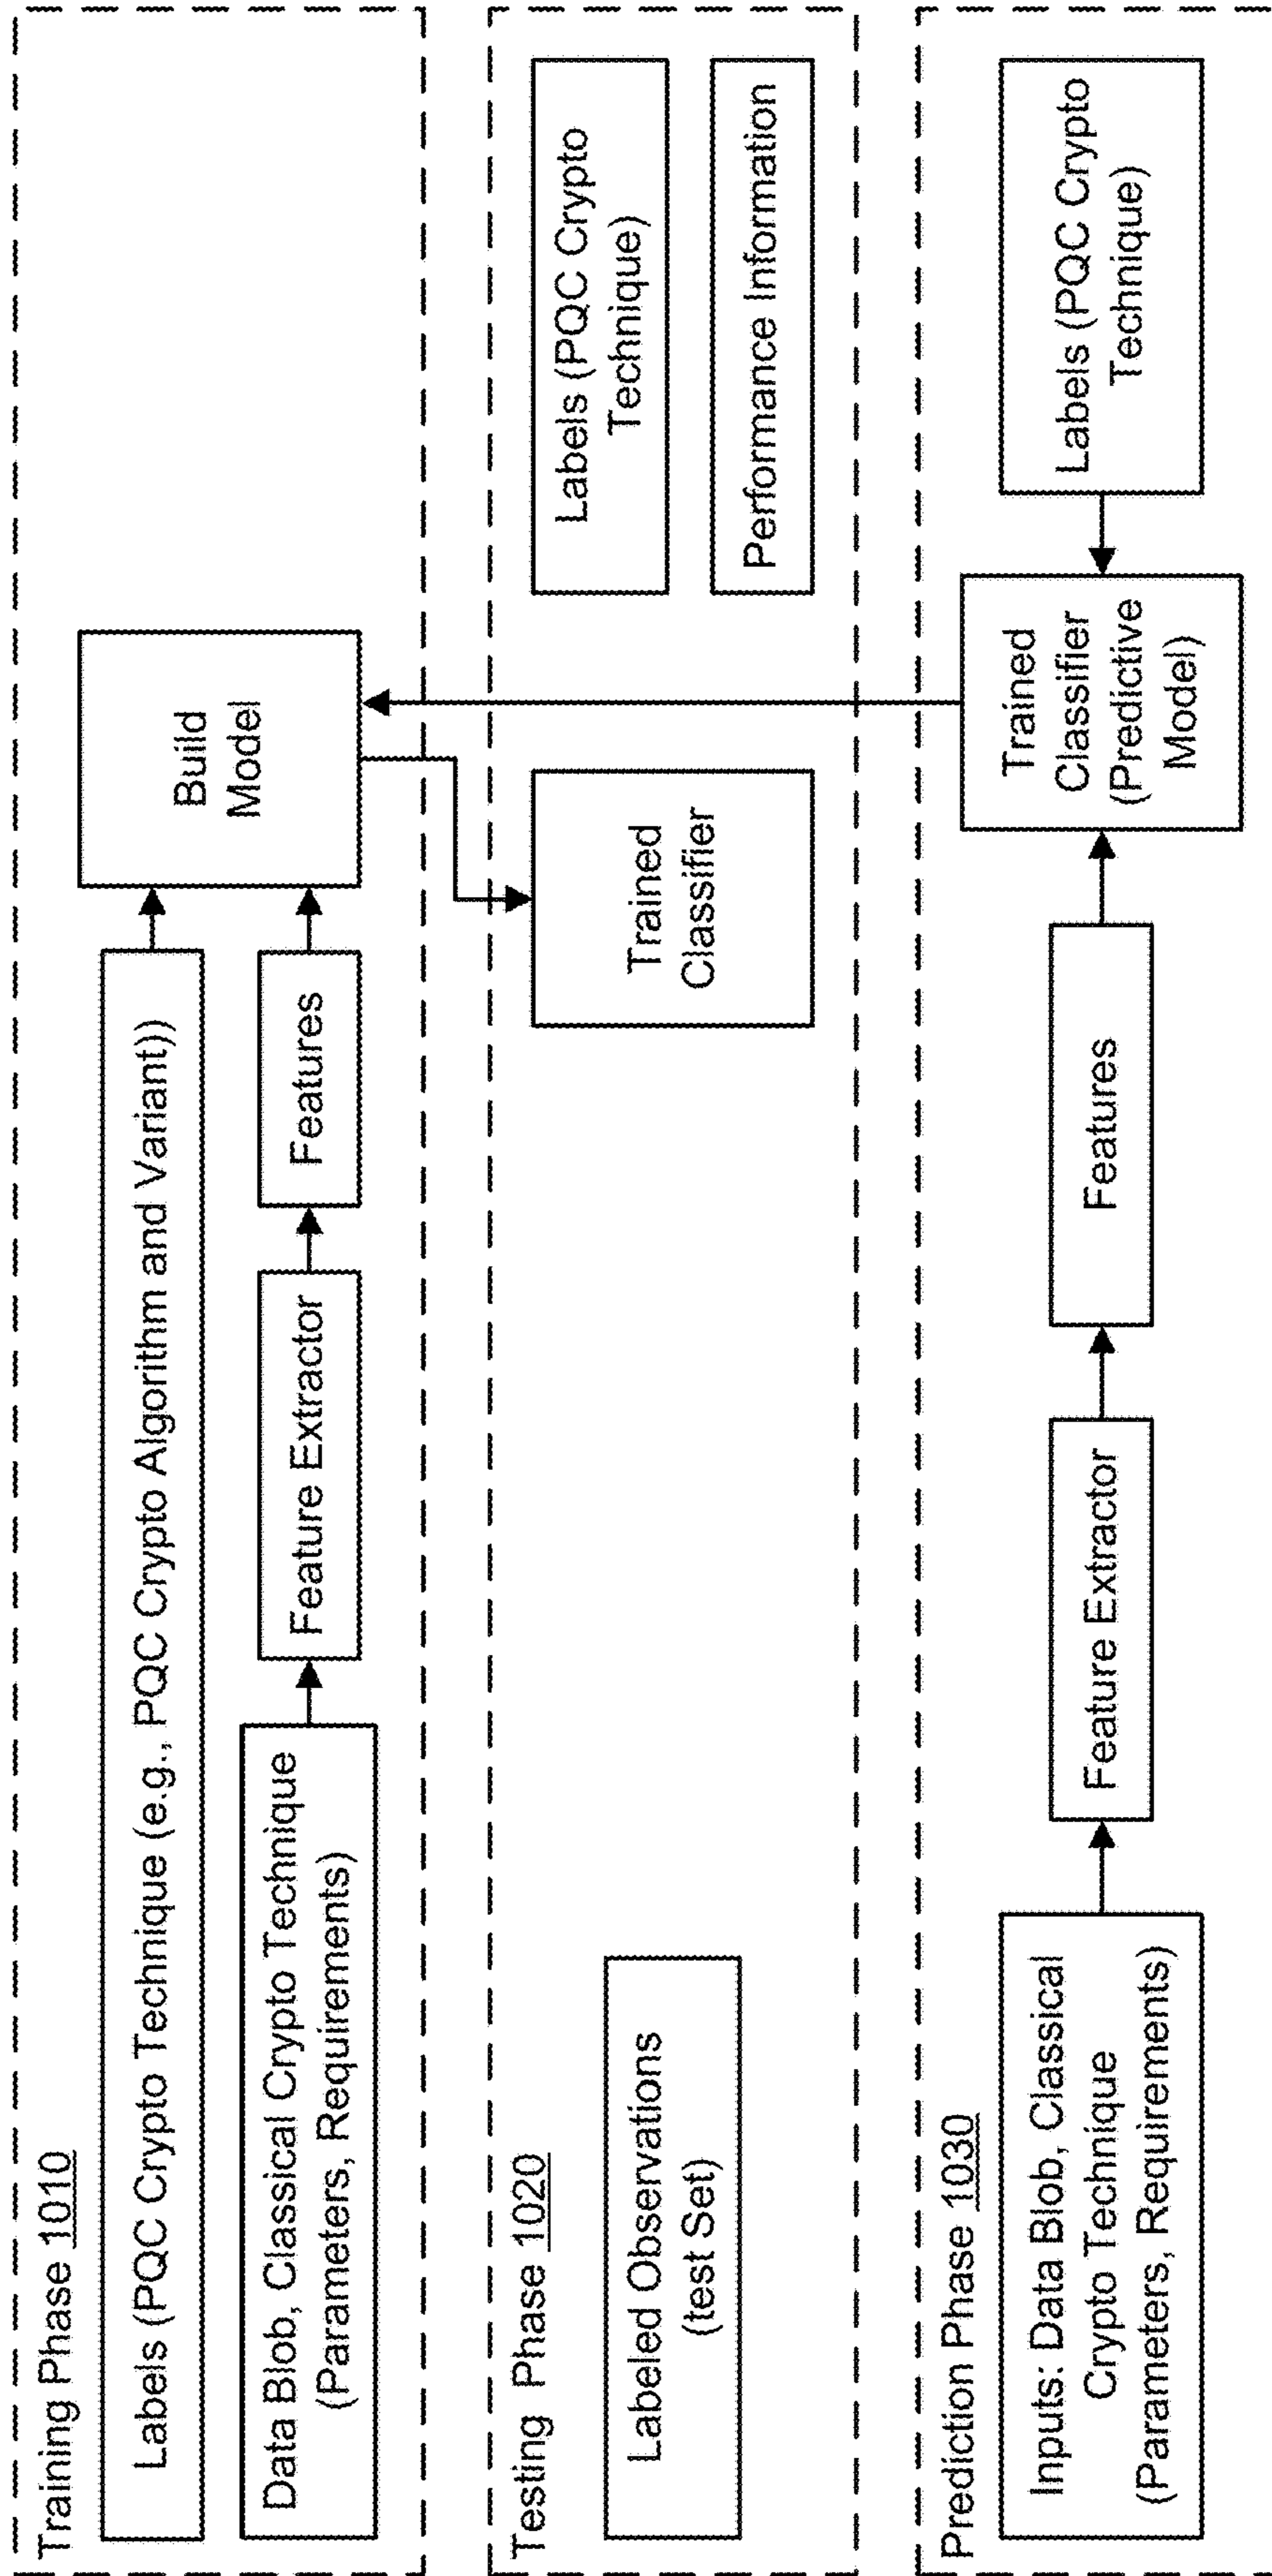 Training Phase 1010
Labels (PQC Crypto Technique (e.g., PQC Crypto Algorithm and Variant))
Data Blob, Classical Crypto Technique
(Parameters, Requirements)
Feature Extractor
Features
Build
Model
Testing Phase 1020
Labeled Observations
(test Set)
Trained
Classifier
Labels (PQC Crypto
Technique)
Performance Information
Prediction Phase 1030
Inputs: Data Blob, Classical
Crypto Technique
(Parameters, Requirements)
Feature Extractor
Features
Trained
Classifier
(Predictive
Model)
Labels (PQC Crypto
Technique)